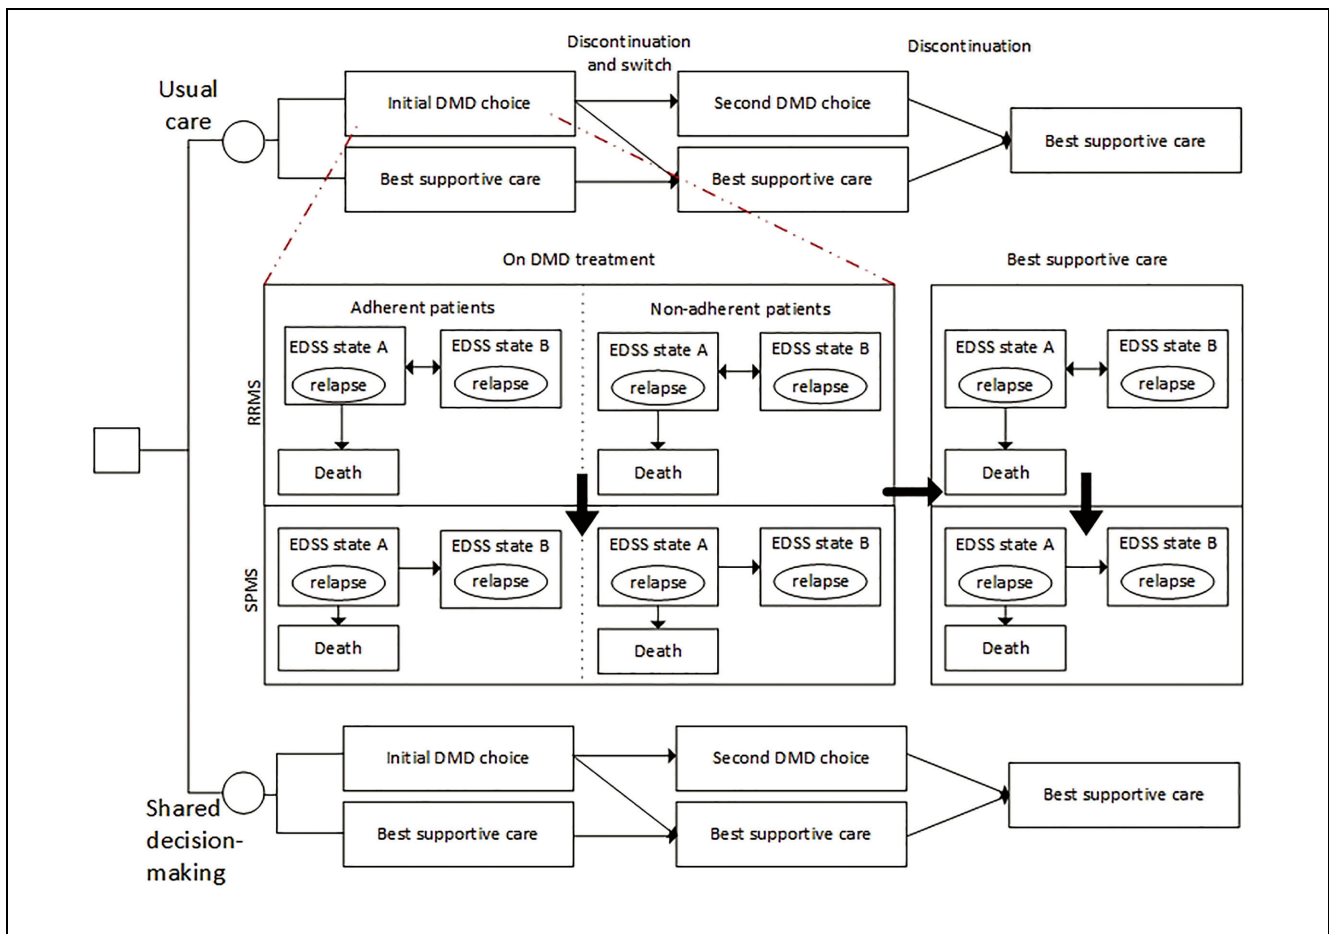 Discontinuation
and switch
Discontinuation
Usual
care
Initial DMD choice
Second DMD choice
Best supportive care
Best supportive care
Best supportive care
On DMD treatment
Best supportive care
Adherent patients
Non-adherent patients
RRMS
EDSS state A
relapse
EDSS state B
relapse
Death
EDSS state A
relapse
EDSS state B
relapse
Death
EDSS state A
relapse
EDSS state B
relapse
Death
SPMS
EDSS state A
relapse
EDSS state B
relapse
Death
EDSS state A
relapse
EDSS state B
relapse
Death
EDSS state A
relapse
EDSS state B
relapse
Death
Shared
decision-
making
Initial DMD choice
Second DMD choice
Best supportive care
Best supportive care
Best supportive care